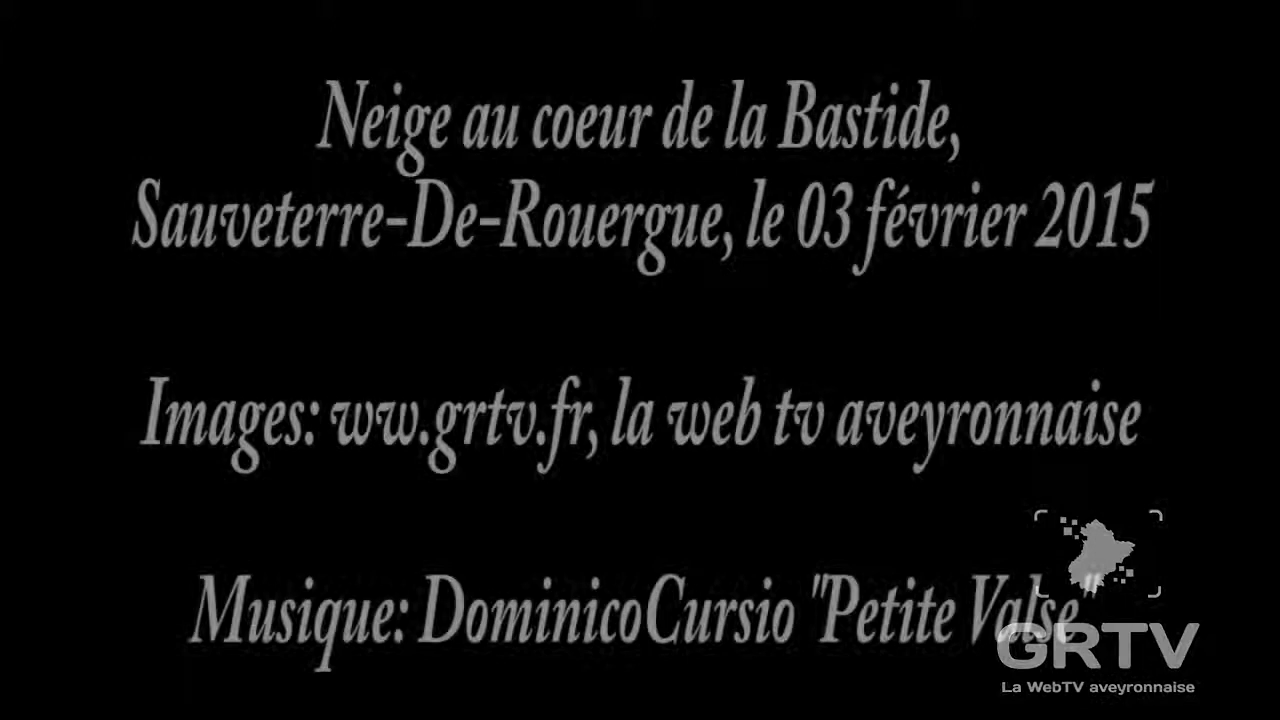 Neige au coeur de la Bastide,
Sauveterre-De-Rouergue, le 03 février 2015
Images: ww.grtv.fr, la web tv aveyronnaise
Musique: DominicoCursio "Petite Valse"
GRTV
La WebTV aveyronnaise